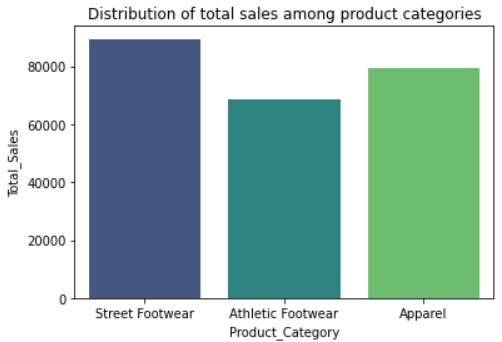 Distribution of total sales among product categories
Total_Sales
80000
60000
40000
20000
0
Street Footwear
Athletic Footwear
Apparel
Product_Category